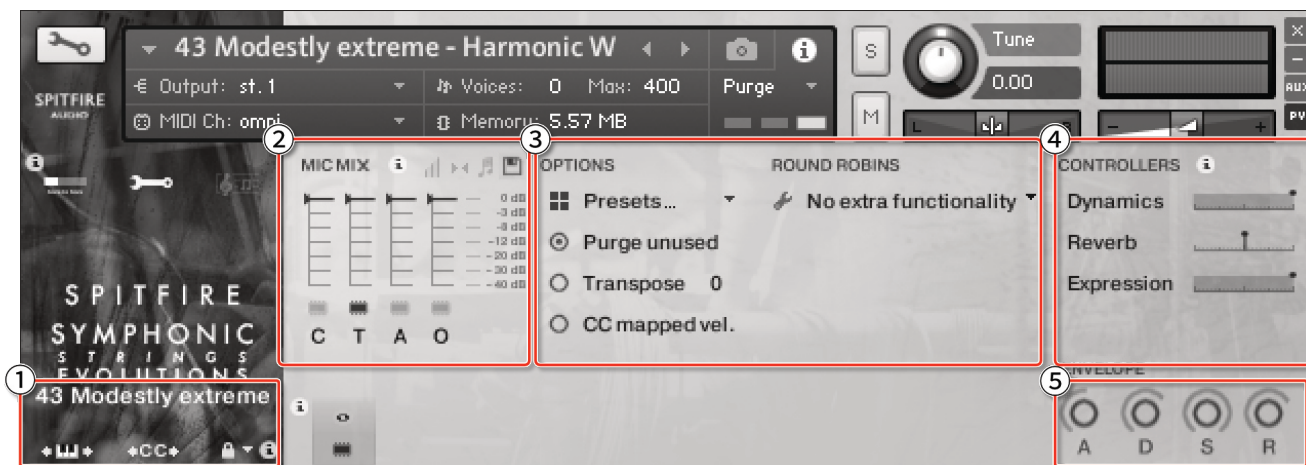 43 Modestly extreme - Harmonic W
Output: st. 1
Voices: 0 Max: 400
Purge
MIDI Ch: omni
Memory: 5.57 MB
S
M
Tune
0.00
L
R
-
+
×
-
AUX
PV
SPITFIRE
AUDIO
2
MIC MIX
0 dB
-3 dB
-8 dB
-12 dB
-20 dB
-30 dB
-40 dB
C T A O
3
OPTIONS
Presets...
Purge unused
Transpose 0
CC mapped vel.
ROUND ROBINS
No extra functionality
4
CONTROLLERS
Dynamics
Reverb
Expression
SPITFIRE
SYMPHONIC
STRINGS
EVOLUTIONS
1
43 Modestly extreme
CC
5
ENVELOPE
A D S R